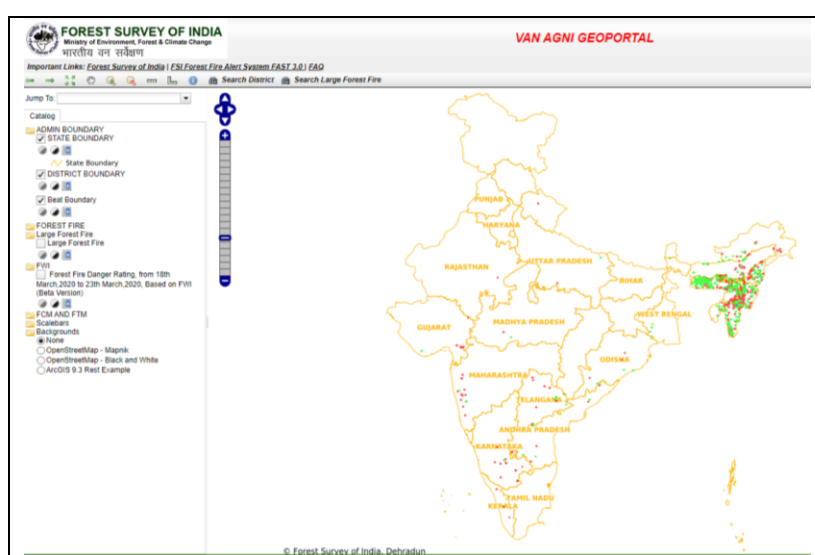 FOREST SURVEY OF INDIA
Ministry of Environment, Forest & Climate Change
भारतीय वन सर्वेक्षण
VAN AGNI GEOPORTAL
Important Links: Forest Survey of India | FSI Forest Fire Alert System FAST 3.0 | FAQ
Search District Search Large Forest Fire
Jump To:
Catalog
ADMIN BOUNDARY
STATE BOUNDARY
State Boundary
DISTRICT BOUNDARY
Beat Boundary
FOREST FIRE
Large Forest Fire
Large Forest Fire
FWI
Forest Fire Danger Rating, from 18th
March,2020 to 23th March,2020, Based on FWI
(Beta Version)
FCM AND FTM
Scalebars
Backgrounds
None
OpenStreetMap - Mapnik
OpenStreetMap - Black and White
ArcGIS 9.3 Rest Example
PUNJAB
HARYANA
UTTAR PRADESH
RAJASTHAN
BIHAR
WEST BENGAL
MADHYA PRADESH
GUJARAT
ODISHA
MAHARASHTRA
TELANGANA
ANDHRA PRADESH
KARNATAKA
TAMIL NADU
KERALA
© Forest Survey of India, Dehradun